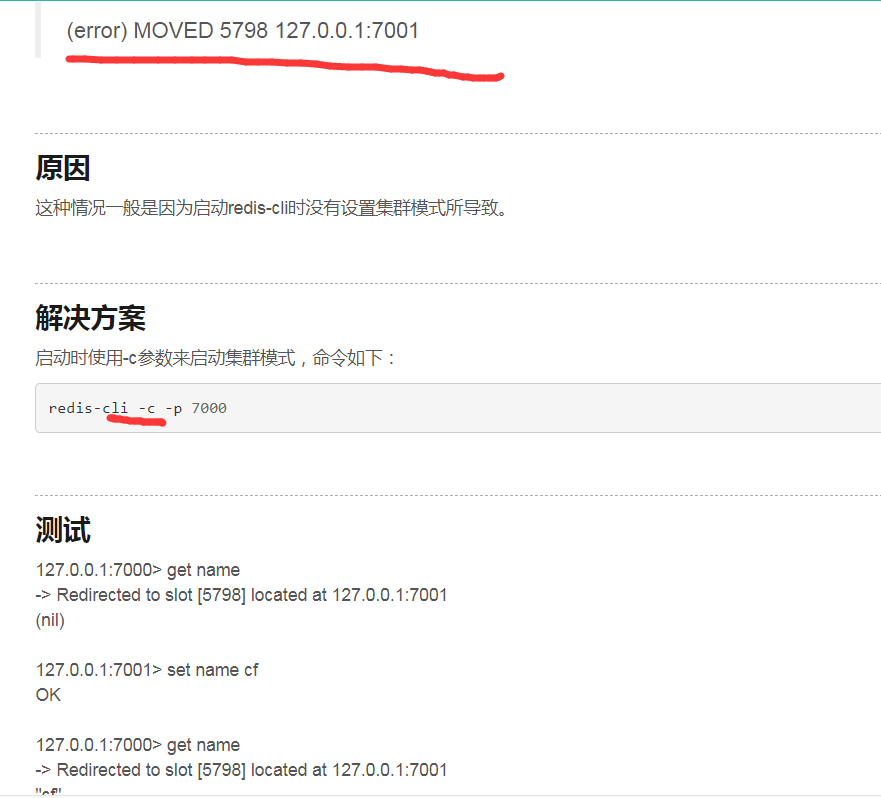 (error) MOVED 5798 127.0.0.1:7001
原因
这种情况一般是因为启动redis-cli时没有设置集群模式所导致。
解决方案
启动时使用-c参数来启动集群模式，命令如下：
redis-cli -c -p 7000
测试
127.0.0.1:7000> get name
-> Redirected to slot [5798] located at 127.0.0.1:7001
(nil)
127.0.0.1:7001> set name cf
OK
127.0.0.1:7000> get name
-> Redirected to slot [5798] located at 127.0.0.1:7001
"cf"